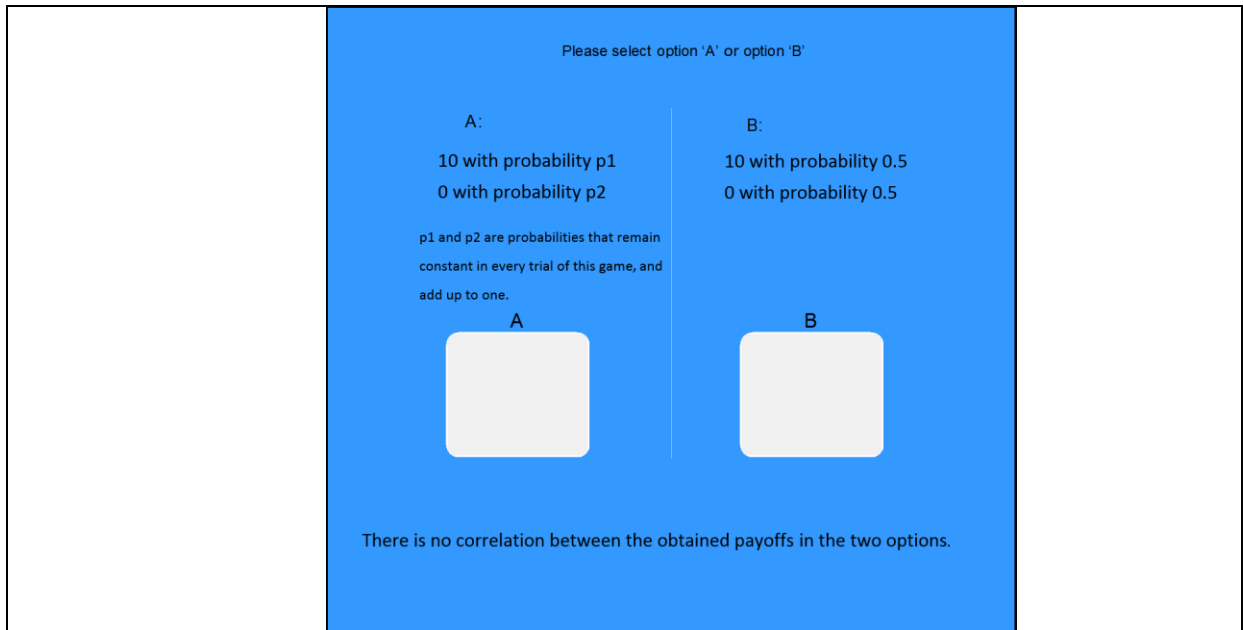 Please select option ‘A’ or option ‘B’
A:
10 with probability p1
0 with probability p2
p1 and p2 are probabilities that remain
constant in every trial of this game, and
add up to one.
A
B:
10 with probability 0.5
0 with probability 0.5
B
There is no correlation between the obtained payoffs in the two options.